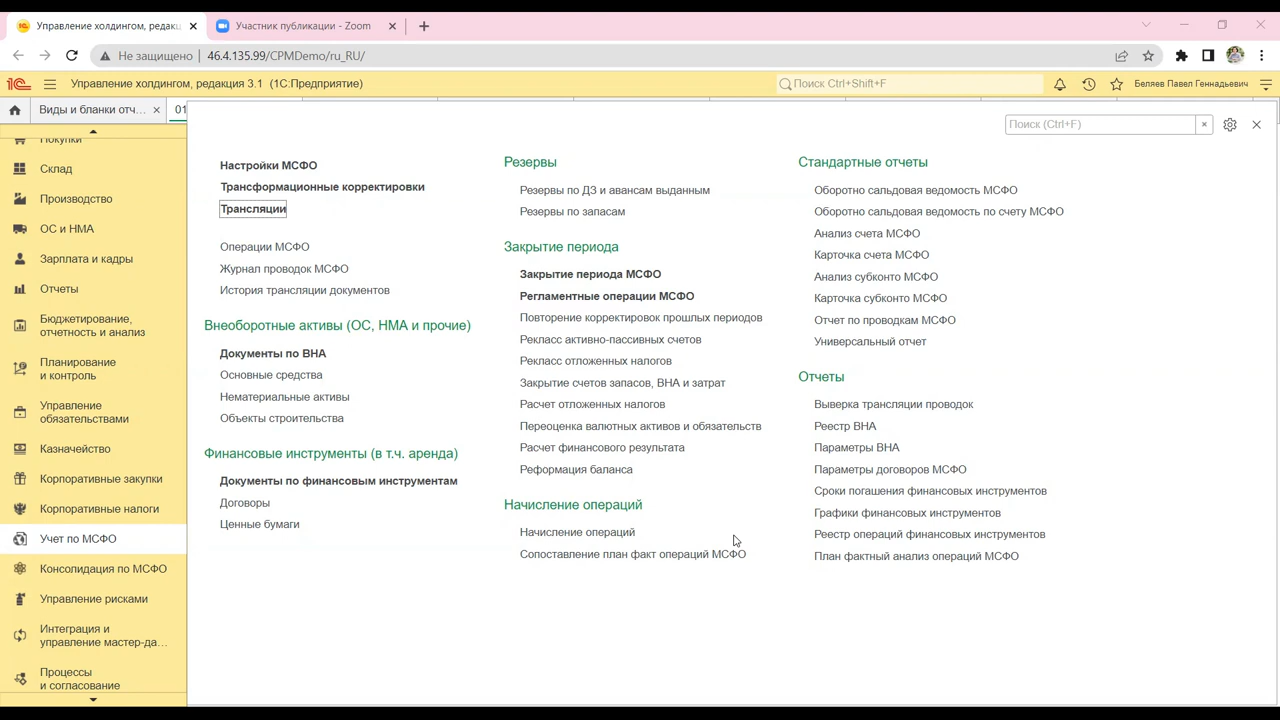 Управление холдингом, редакц
Участник публикации - Zoom
Не защищено
46.4.135.99/CPMDemo/ru_RU/
1С
Управление холдингом, редакция 3.1 (1С:Предприятие)
Поиск Ctrl+Shift+F
Беляев Павел Геннадьевич
Виды и бланки отч...
01
Поиск (Ctrl+F)
Покупки
Склад
Производство
ОС и НМА
Зарплата и кадры
Отчеты
Бюджетирование,
отчетность и анализ
Планирование
и контроль
Управление
обязательствами
Казначейство
Корпоративные закупки
Корпоративные налоги
Учет по МСФО
Консолидация по МСФО
Управление рисками
Интеграция и
управление мастер-да...
Процессы
и согласование
Настройки МСФО
Трансформационные корректировки
Трансляции
Операции МСФО
Журнал проводок МСФО
История трансляции документов
Внеоборотные активы (ОС, НМА и прочие)
Документы по ВНА
Основные средства
Нематериальные активы
Объекты строительства
Финансовые инструменты (в т.ч. аренда)
Документы по финансовым инструментам
Договоры
Ценные бумаги
Резервы
Резервы по ДЗ и авансам выданным
Резервы по запасам
Закрытие периода
Закрытие периода МСФО
Регламентные операции МСФО
Повторение корректировок прошлых периодов
Рекласс активно-пассивных счетов
Рекласс отложенных налогов
Закрытие счетов запасов, ВНА и затрат
Расчет отложенных налогов
Переоценка валютных активов и обязательств
Расчет финансового результата
Реформация баланса
Начисление операций
Начисление операций
Сопоставление план факт операций МСФО
Стандартные отчеты
Оборотно сальдовая ведомость МСФО
Оборотно сальдовая ведомость по счету МСФО
Анализ счета МСФО
Карточка счета МСФО
Анализ субконто МСФО
Карточка субконто МСФО
Отчет по проводкам МСФО
Универсальный отчет
Отчеты
Выверка трансляции проводок
Реестр ВНА
Параметры ВНА
Параметры договоров МСФО
Сроки погашения финансовых инструментов
Графики финансовых инструментов
Реестр операций финансовых инструментов
План фактный анализ операций МСФО